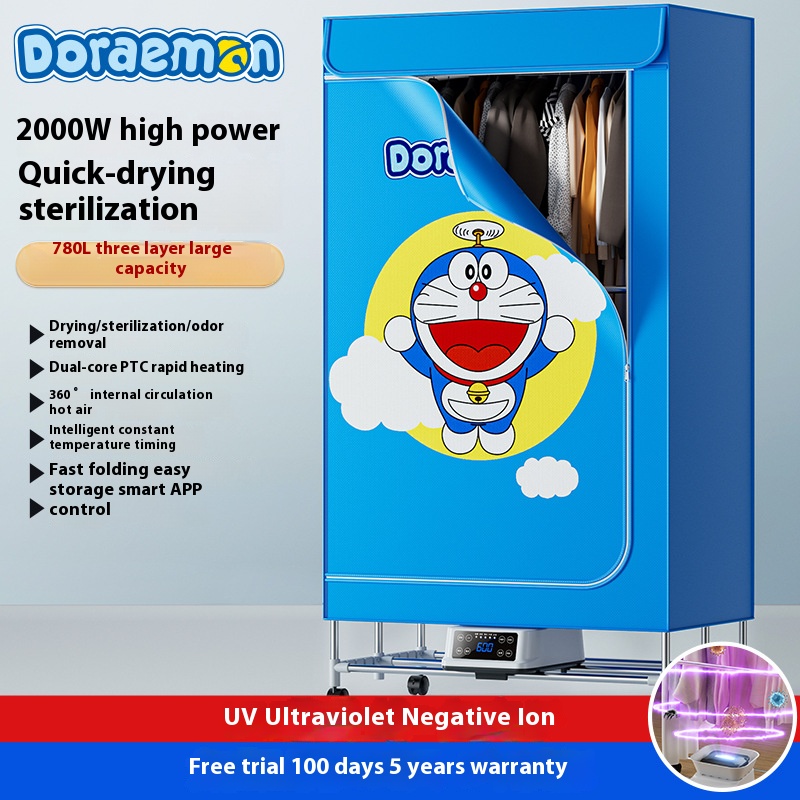 Doraemon
2000W high power
Quick-drying
sterilization
780L three layer large
capacity
Drying/sterilization/odor
removal
Dual-core PTC rapid heating
360° internal circulation
hot air
Intelligent constant
temperature timing
Fast folding easy
storage smart APP
control
Dor
600
UV Ultraviolet Negative Ion
Free trial 100 days 5 years warranty